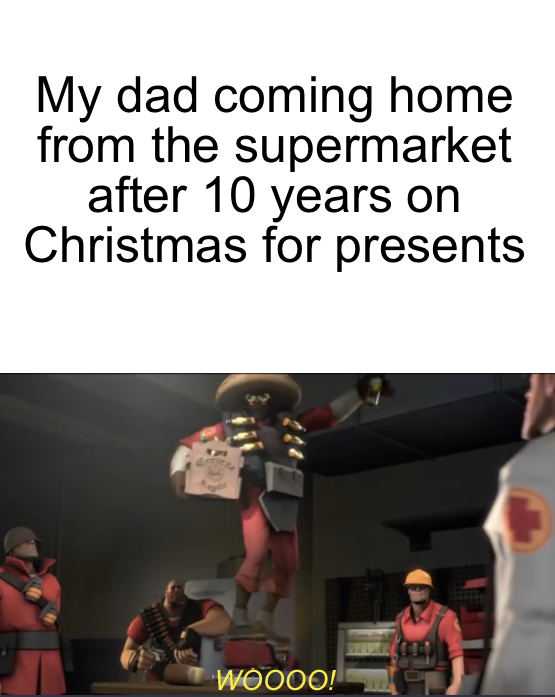 My dad coming home
from the supermarket
after 10 years on
Christmas for presents
WOOOO!